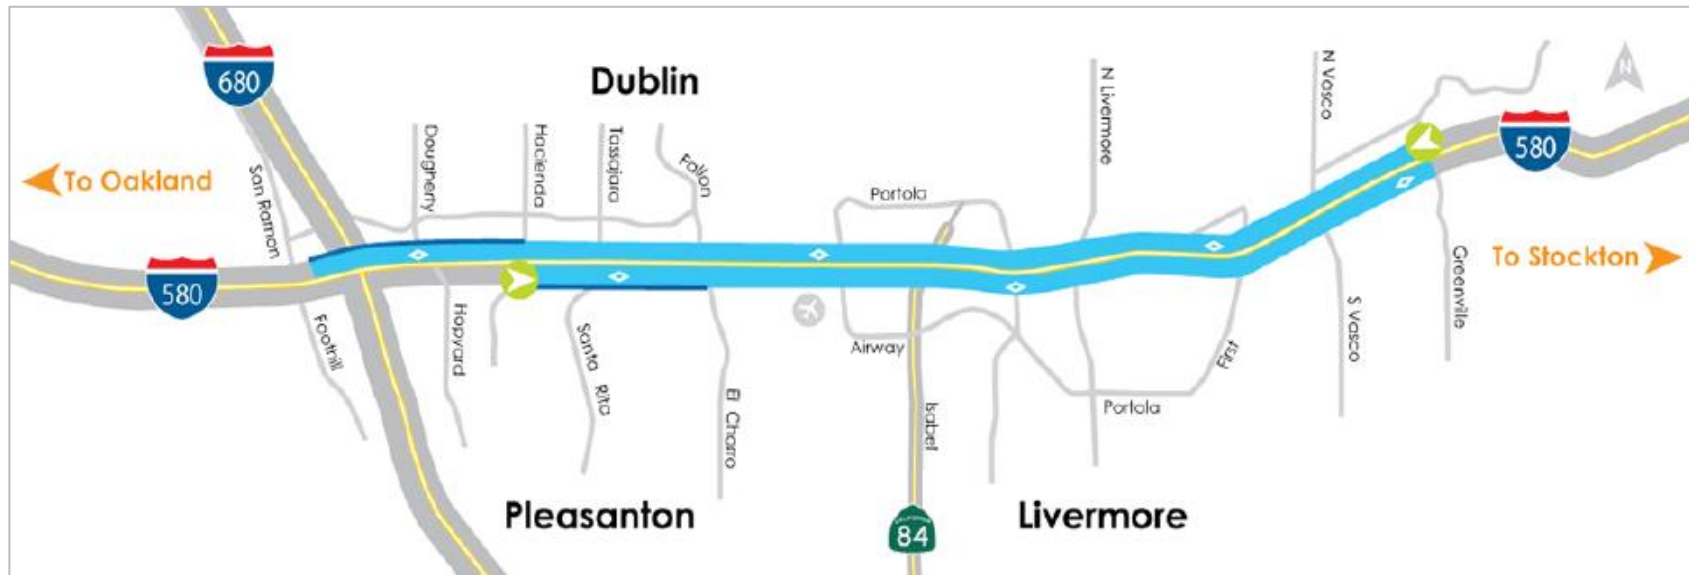 680
Dublin
N
N Vasco
N Livermore
580
Dougherty
Hacienda
Tassajara
Fallon
San Ramon
To Oakland
Portola
580
To Stockton
Greenville
Foothill
Hopyard
Santa Rita
El Charro
Airway
Isabel
First
S Vasco
Portola
Pleasanton
Livermore
CALIFORNIA
84